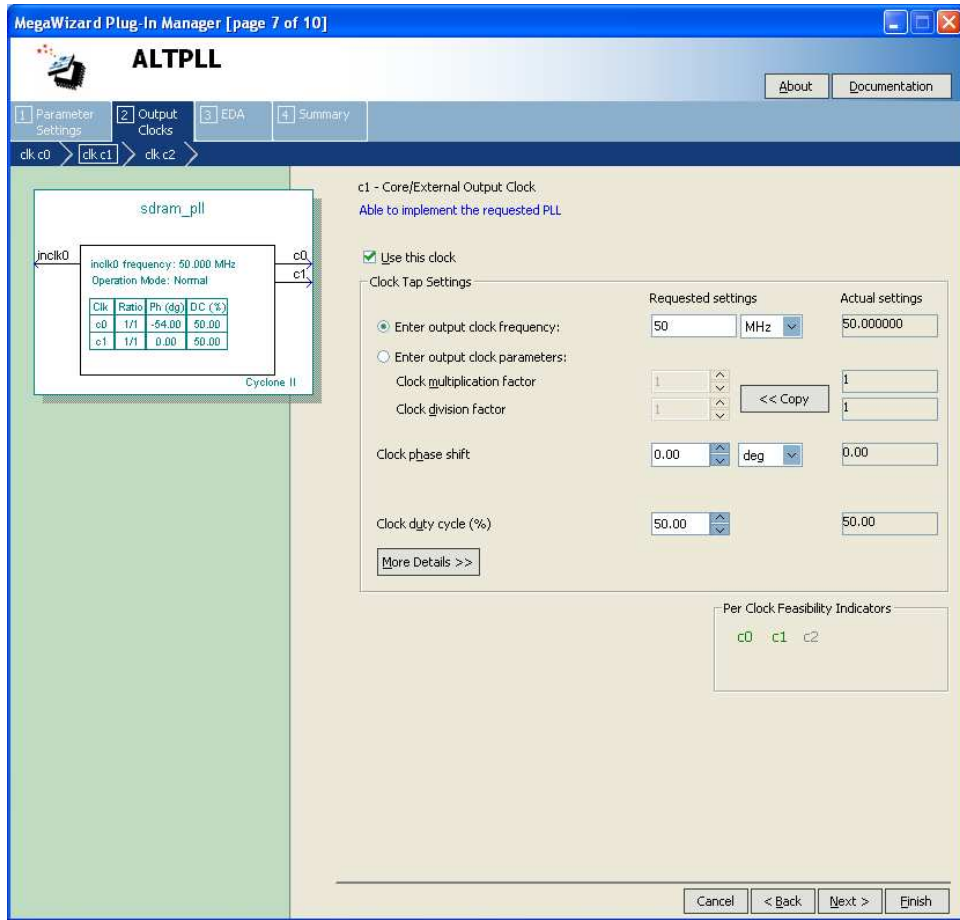 MegaWizard Plug-In Manager [page 7 of 10]
ALTPLL
About
Documentation
1 Parameter Settings
2 Output Clocks
3 EDA
4 Summary
clk c0
clk c1
clk c2
sdram_pll
inclk0
inclk0 frequency: 50.000 MHz
Operation Mode: Normal
Clk Ratio Ph (dg) DC (%)
c0 1/1 -54.00 50.00
c1 1/1 0.00 50.00
c0
c1
Cyclone II
c1 - Core/External Output Clock
Able to implement the requested PLL
Use this clock
Clock Tap Settings
Requested settings
Actual settings
Enter output clock frequency:
50
MHz
50.000000
Enter output clock parameters:
Clock multiplication factor
1
<< Copy
1
Clock division factor
1
1
Clock phase shift
0.00
deg
0.00
Clock duty cycle (%)
50.00
50.00
More Details >>
Per Clock Feasibility Indicators
c0 c1 c2
Cancel
< Back
Next >
Finish